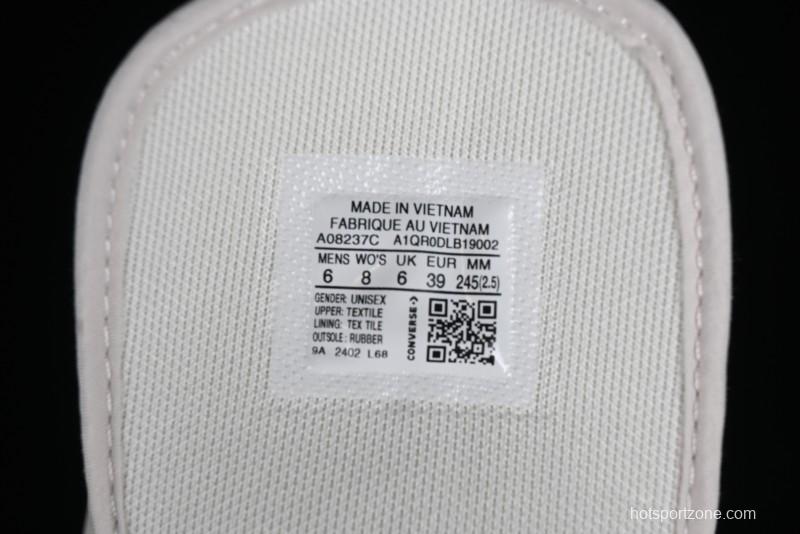 MADE IN VIETNAM
FABRIQUE AU VIETNAM
A08237C A1QR0DLB19002
MENS WO'S UK EUR MM
6 8 6 39 245(2.5)
GENDER: UNISEX
UPPER: TEXTILE
LINING: TEX TILE
OUTSOLE: RUBBER
9A 2402 L68
CONVERSE
hotsportzone.com